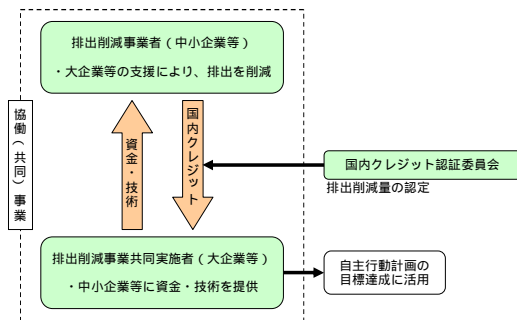 排出削減事業者(中小企業等)
・大企業等の支援により、排出を削減
協働(共同)事業
資金・技術
国内クレジット
国内クレジット認証委員会
排出削減量の認定
排出削減事業共同実施者(大企業等)
・中小企業等に資金・技術を提供
自主行動計画の
目標達成に活用